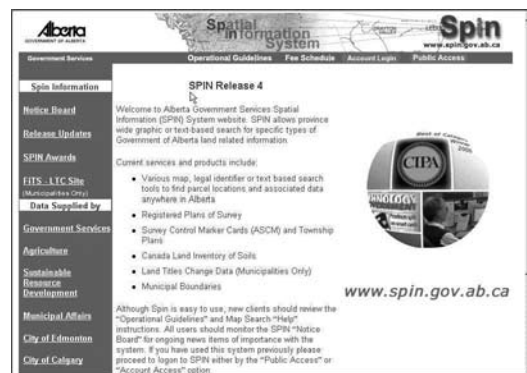 Alberta
GOVERNMENT OF ALBERTA
Spatial
Information
System
Spin
www.spin.gov.ab.ca
Government Services
Operational Guidelines Fee Schedule Account Login Public Access
Spin Information
Notice Board
Release Updates
SPIN Awards
FITS - LTC Site
(Municipalities Only)
Data Supplied by
Government Services
Agriculture
Sustainable
Resource
Development
Municipal Affairs
City of Edmonton
City of Calgary
SPIN Release 4
Welcome to Alberta Government Services Spatial
Information (SPIN) System website. SPIN allows province
wide graphic or text-based search for specific types of
Government of Alberta land related information.
Current services and products include:
• Various map, legal identifier or text based search
tools to find parcel locations and associated data
anywhere in Alberta
• Registered Plans of Survey
• Survey Control Marker Cards (ASCM) and Township
Plans
• Canada Land Inventory of Soils
• Land Titles Change Data (Municipalities Only)
• Municipal Boundaries
Although Spin is easy to use, new clients should review the
"Operational Guidelines" and Map Search "Help"
instructions. All users should monitor the SPIN "Notice
Board" for ongoing news items of importance with the
system. If you have used this system previously please
proceed to logon to SPIN either by the "Public Access" or
"Account Access" option
CIPA
www.spin.gov.ab.ca